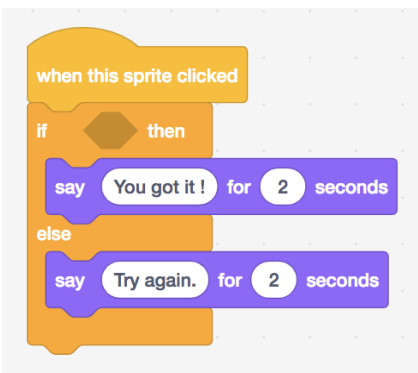 when this sprite clicked
if then
say You got it ! for 2 seconds
else
say Try again. for 2 seconds